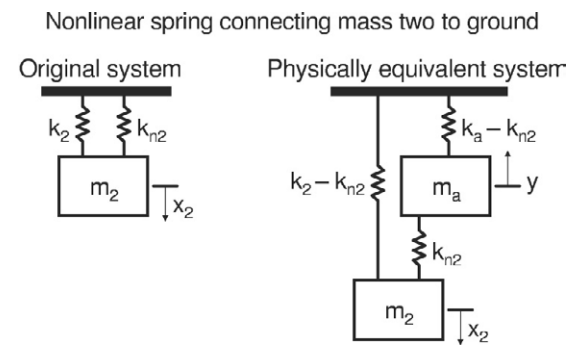 Nonlinear spring connecting mass two to ground
Original system
Physically equivalent system
k₂
kₙ₂
m₂
x₂
kₐ – kₙ₂
k₂ – kₙ₂
mₐ
y
kₙ₂
m₂
x₂